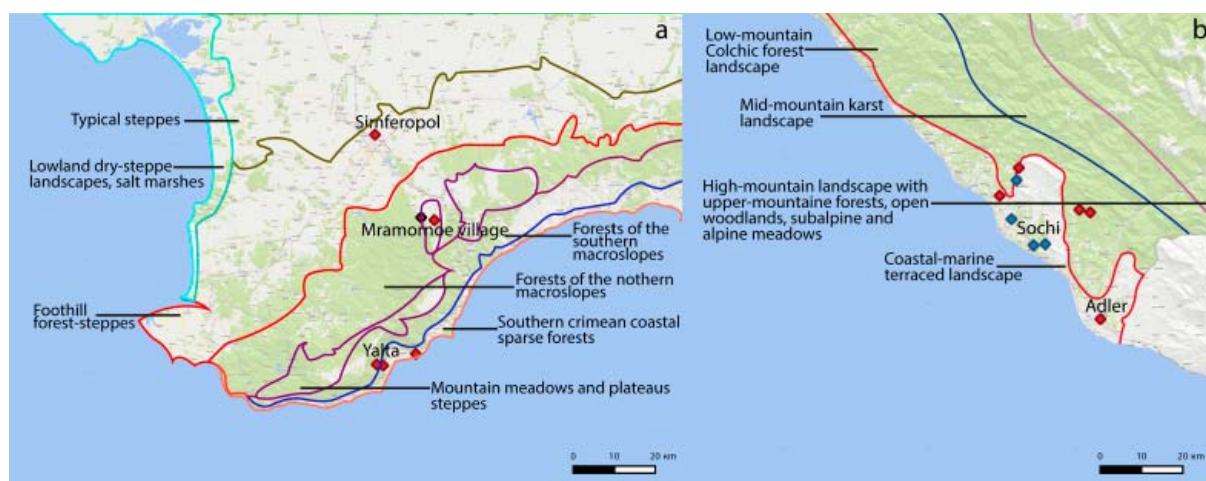 a
Typical steppes
Simferopol
Lowland dry-steppe
landscapes, salt marshes
Mramomoe village
Forests of the
southern
macroslopes
Forests of the nothern
macroslopes
Foothill
forest-steppes
Southern crimean coastal
sparse forests
Yalta
Mountain meadows and plateaus
steppes
0 10 20 км
b
Low-mountain
Colchic forest
landscape
Mid-mountain karst
landscape
High-mountain landscape with
upper-mountaine forests, open
woodlands, subalpine and
alpine meadows
Sochi
Coastal-marine
terraced landscape
Adler
0 10 20 км